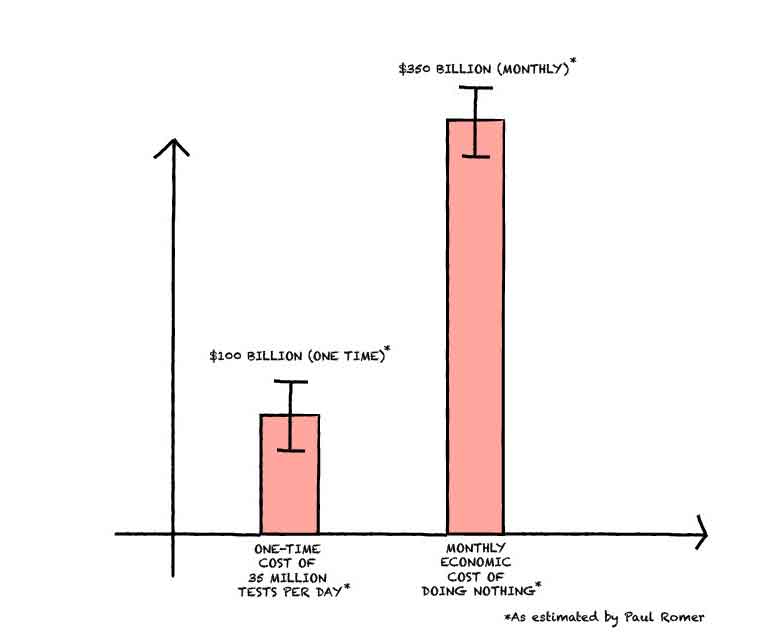 $350 BILLION (MONTHLY)*
$100 BILLION (ONE TIME)*
ONE-TIME
COST OF
35 MILLION
TESTS PER DAY*
MONTHLY
ECONOMIC
COST OF
DOING NOTHING*
*As estimated by Paul Romer